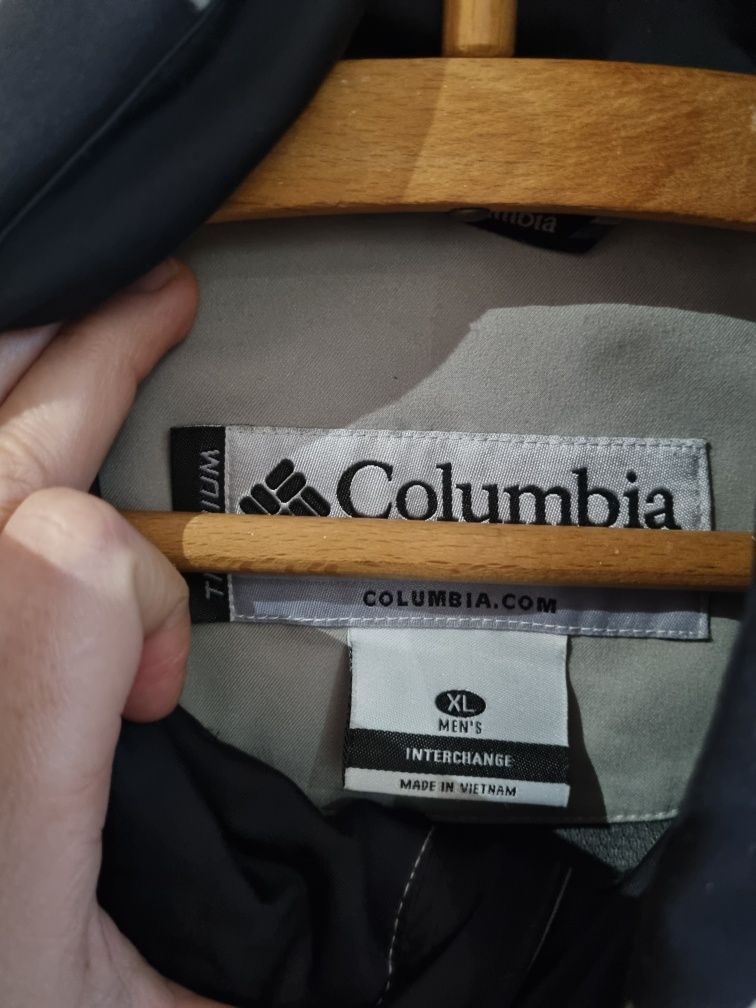 Columbia
COLUMBIA.COM
XL
MEN'S
INTERCHANGE
MADE IN VIETNAM